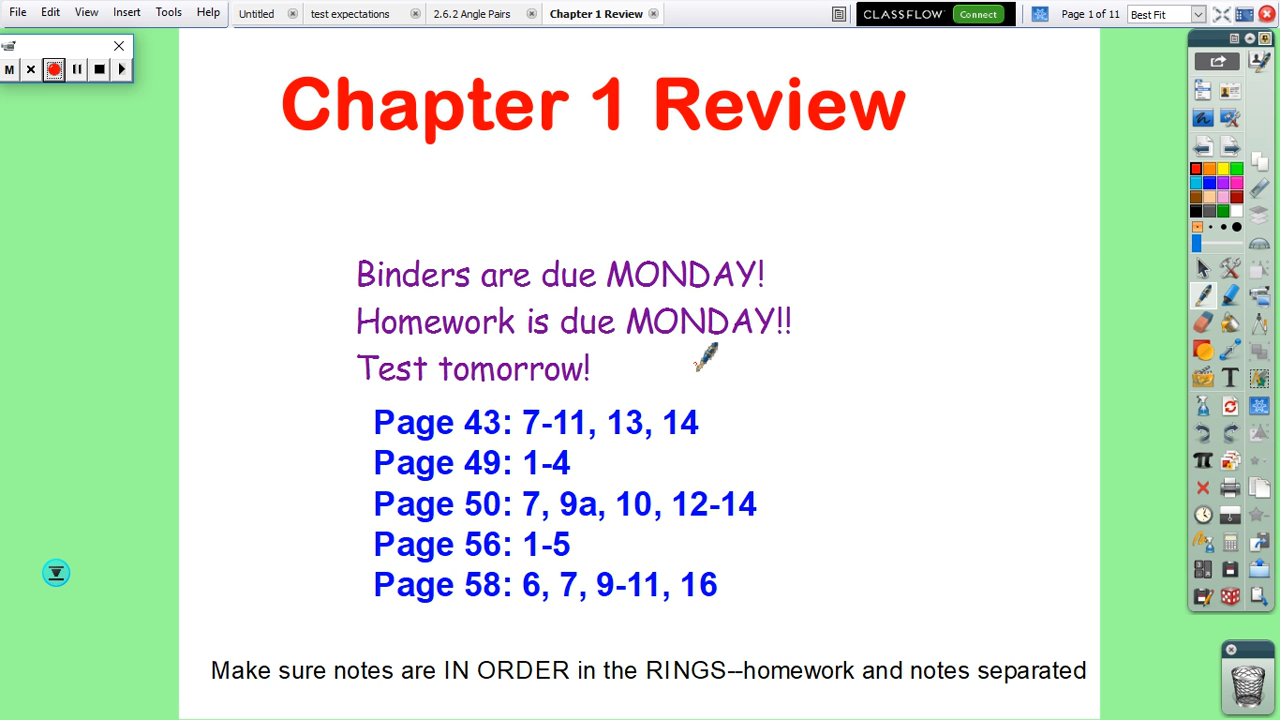 File Edit View Insert Tools Help
Untitled
test expectations
2.6.2 Angle Pairs
Chapter 1 Review
CLASSFLOW Connect
Page 1 of 11
Best Fit
M
Chapter 1 Review
Binders are due MONDAY!
Homework is due MONDAY!!
Test tomorrow!
Page 43: 7-11, 13, 14
Page 49: 1-4
Page 50: 7, 9a, 10, 12-14
Page 56: 1-5
Page 58: 6, 7, 9-11, 16
Make sure notes are IN ORDER in the RINGS--homework and notes separated